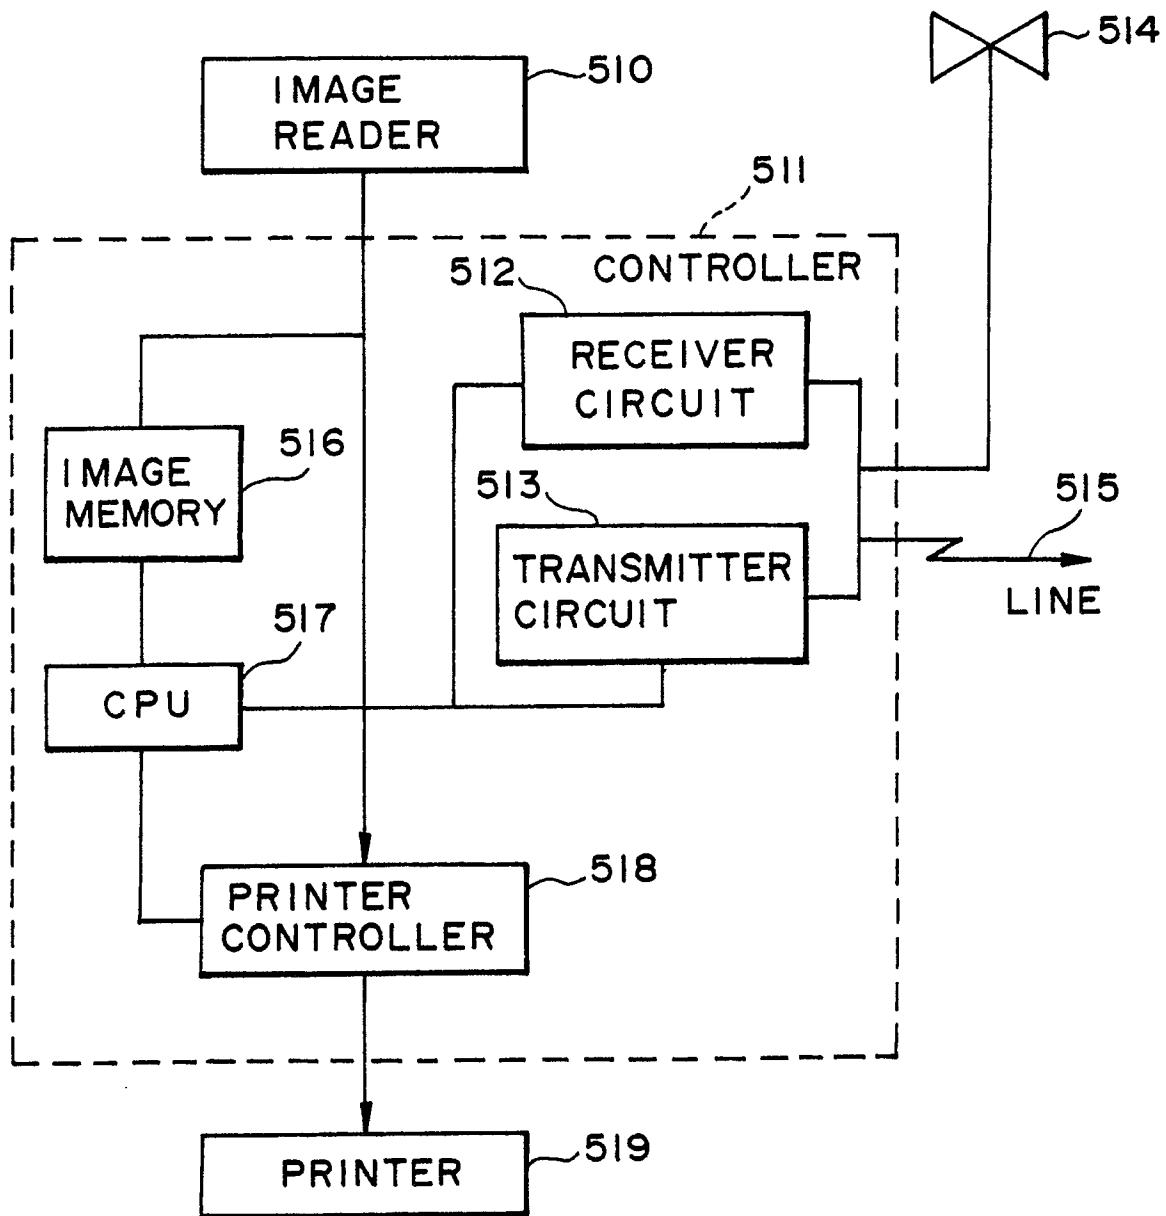 514
510
IMAGE
READER
511
CONTROLLER
512
RECEIVER
CIRCUIT
516
IMAGE
MEMORY
513
TRANSMITTER
CIRCUIT
515
LINE
517
CPU
518
PRINTER
CONTROLLER
519
PRINTER